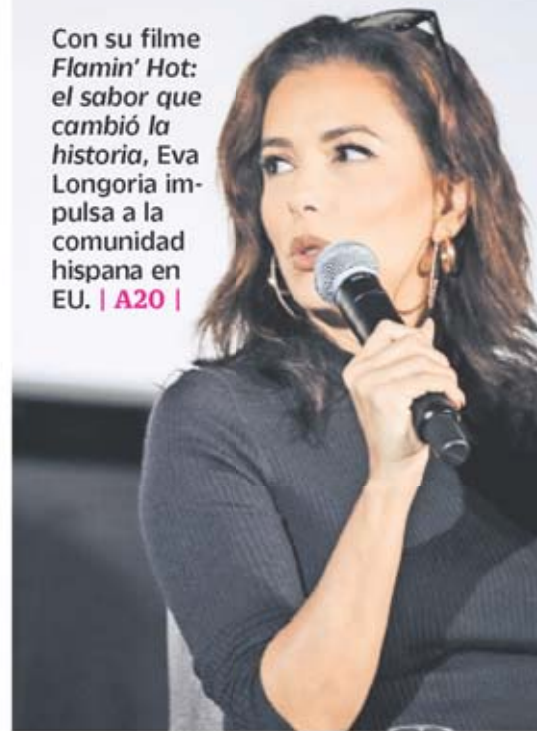 Con su filme
Flamin' Hot:
el sabor que
cambió la
historia, Eva
Longoria im-
pulsa a la
comunidad
hispana en
EU. | A20 |